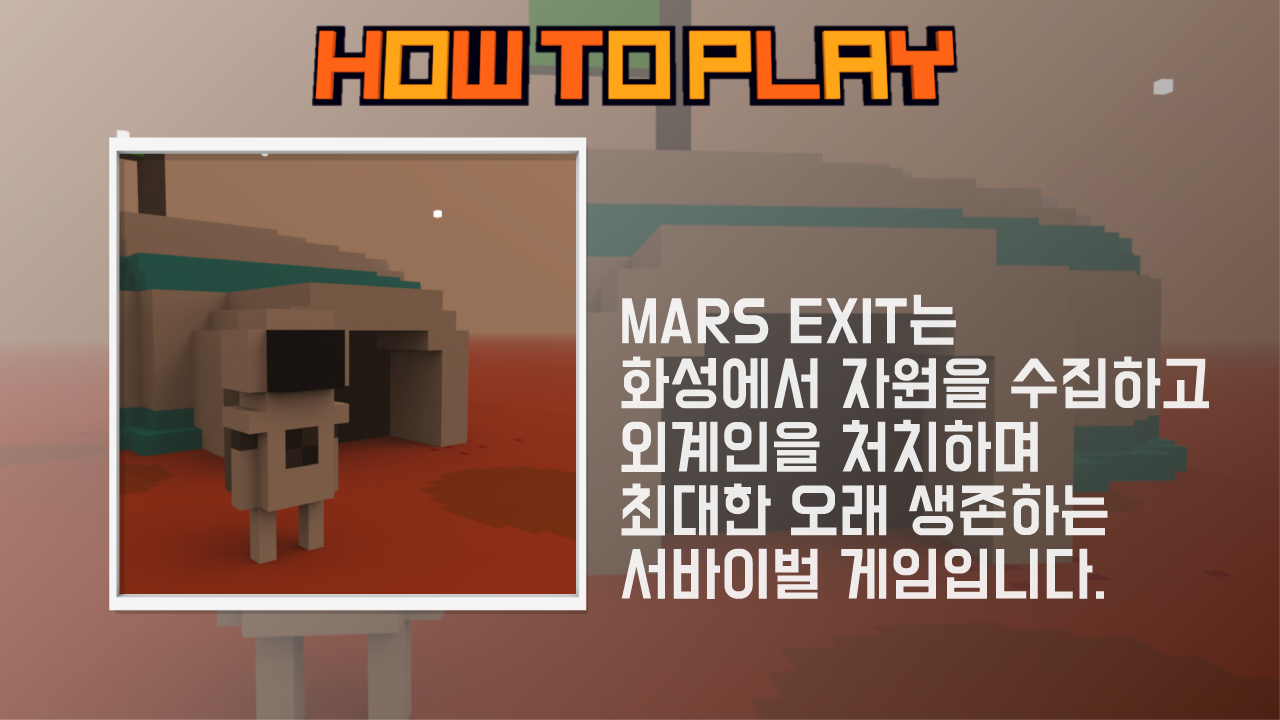 HOW TO PLAY
MARS EXIT는
화성에서 자원을 수집하고
외계인을 처치하며
최대한 오래 생존하는
서바이벌 게임입니다.